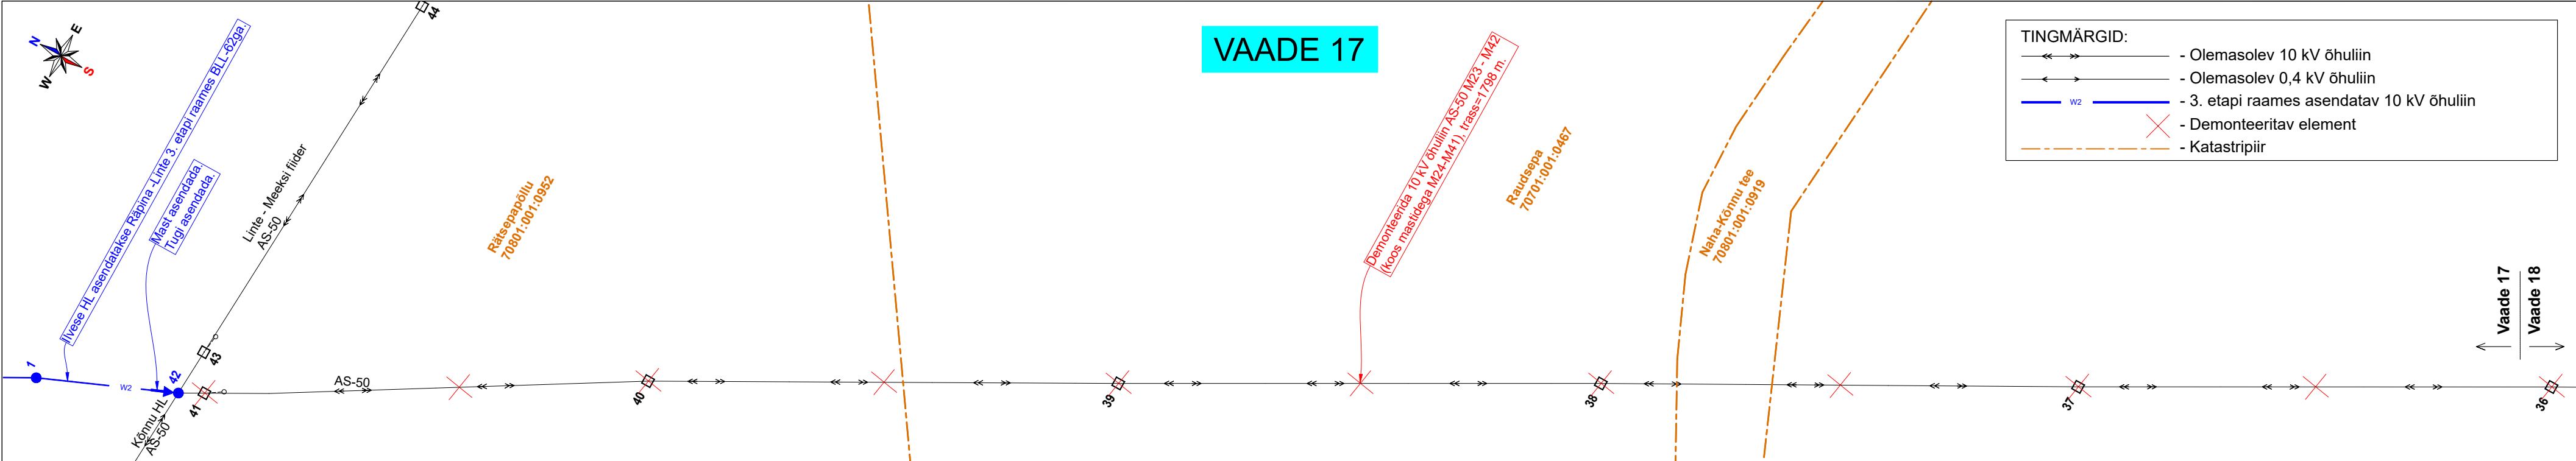 VAADE 17
N
E
S
W
Ilvese HL asendatakse Räpina -Linte 3. etapi raames BLL-62ga.
Mast asendada.
Tugi asendada.
Linte - Meeksi fiider
AS-50
44
43
42
1
W2
41
Kõnnu HL
AS-50
AS-50
Rätsepapõllu
70801:001:0952
40
39
Demonteerida 10 kV õhuliin AS-50 M23 - M42
(koos mastidega M24-M41), trass=1798 m.
Raudsepa
70701:001:0467
38
Naha-Kõnnu tee
70801:001:0919
37
36
Vaade 17
Vaade 18
TINGMÄRGID:
- Olemasolev 10 kV õhuliin
- Olemasolev 0,4 kV õhuliin
W2 - 3. etapi raames asendatav 10 kV õhuliin
- Demonteeritav element
- Katastripiir